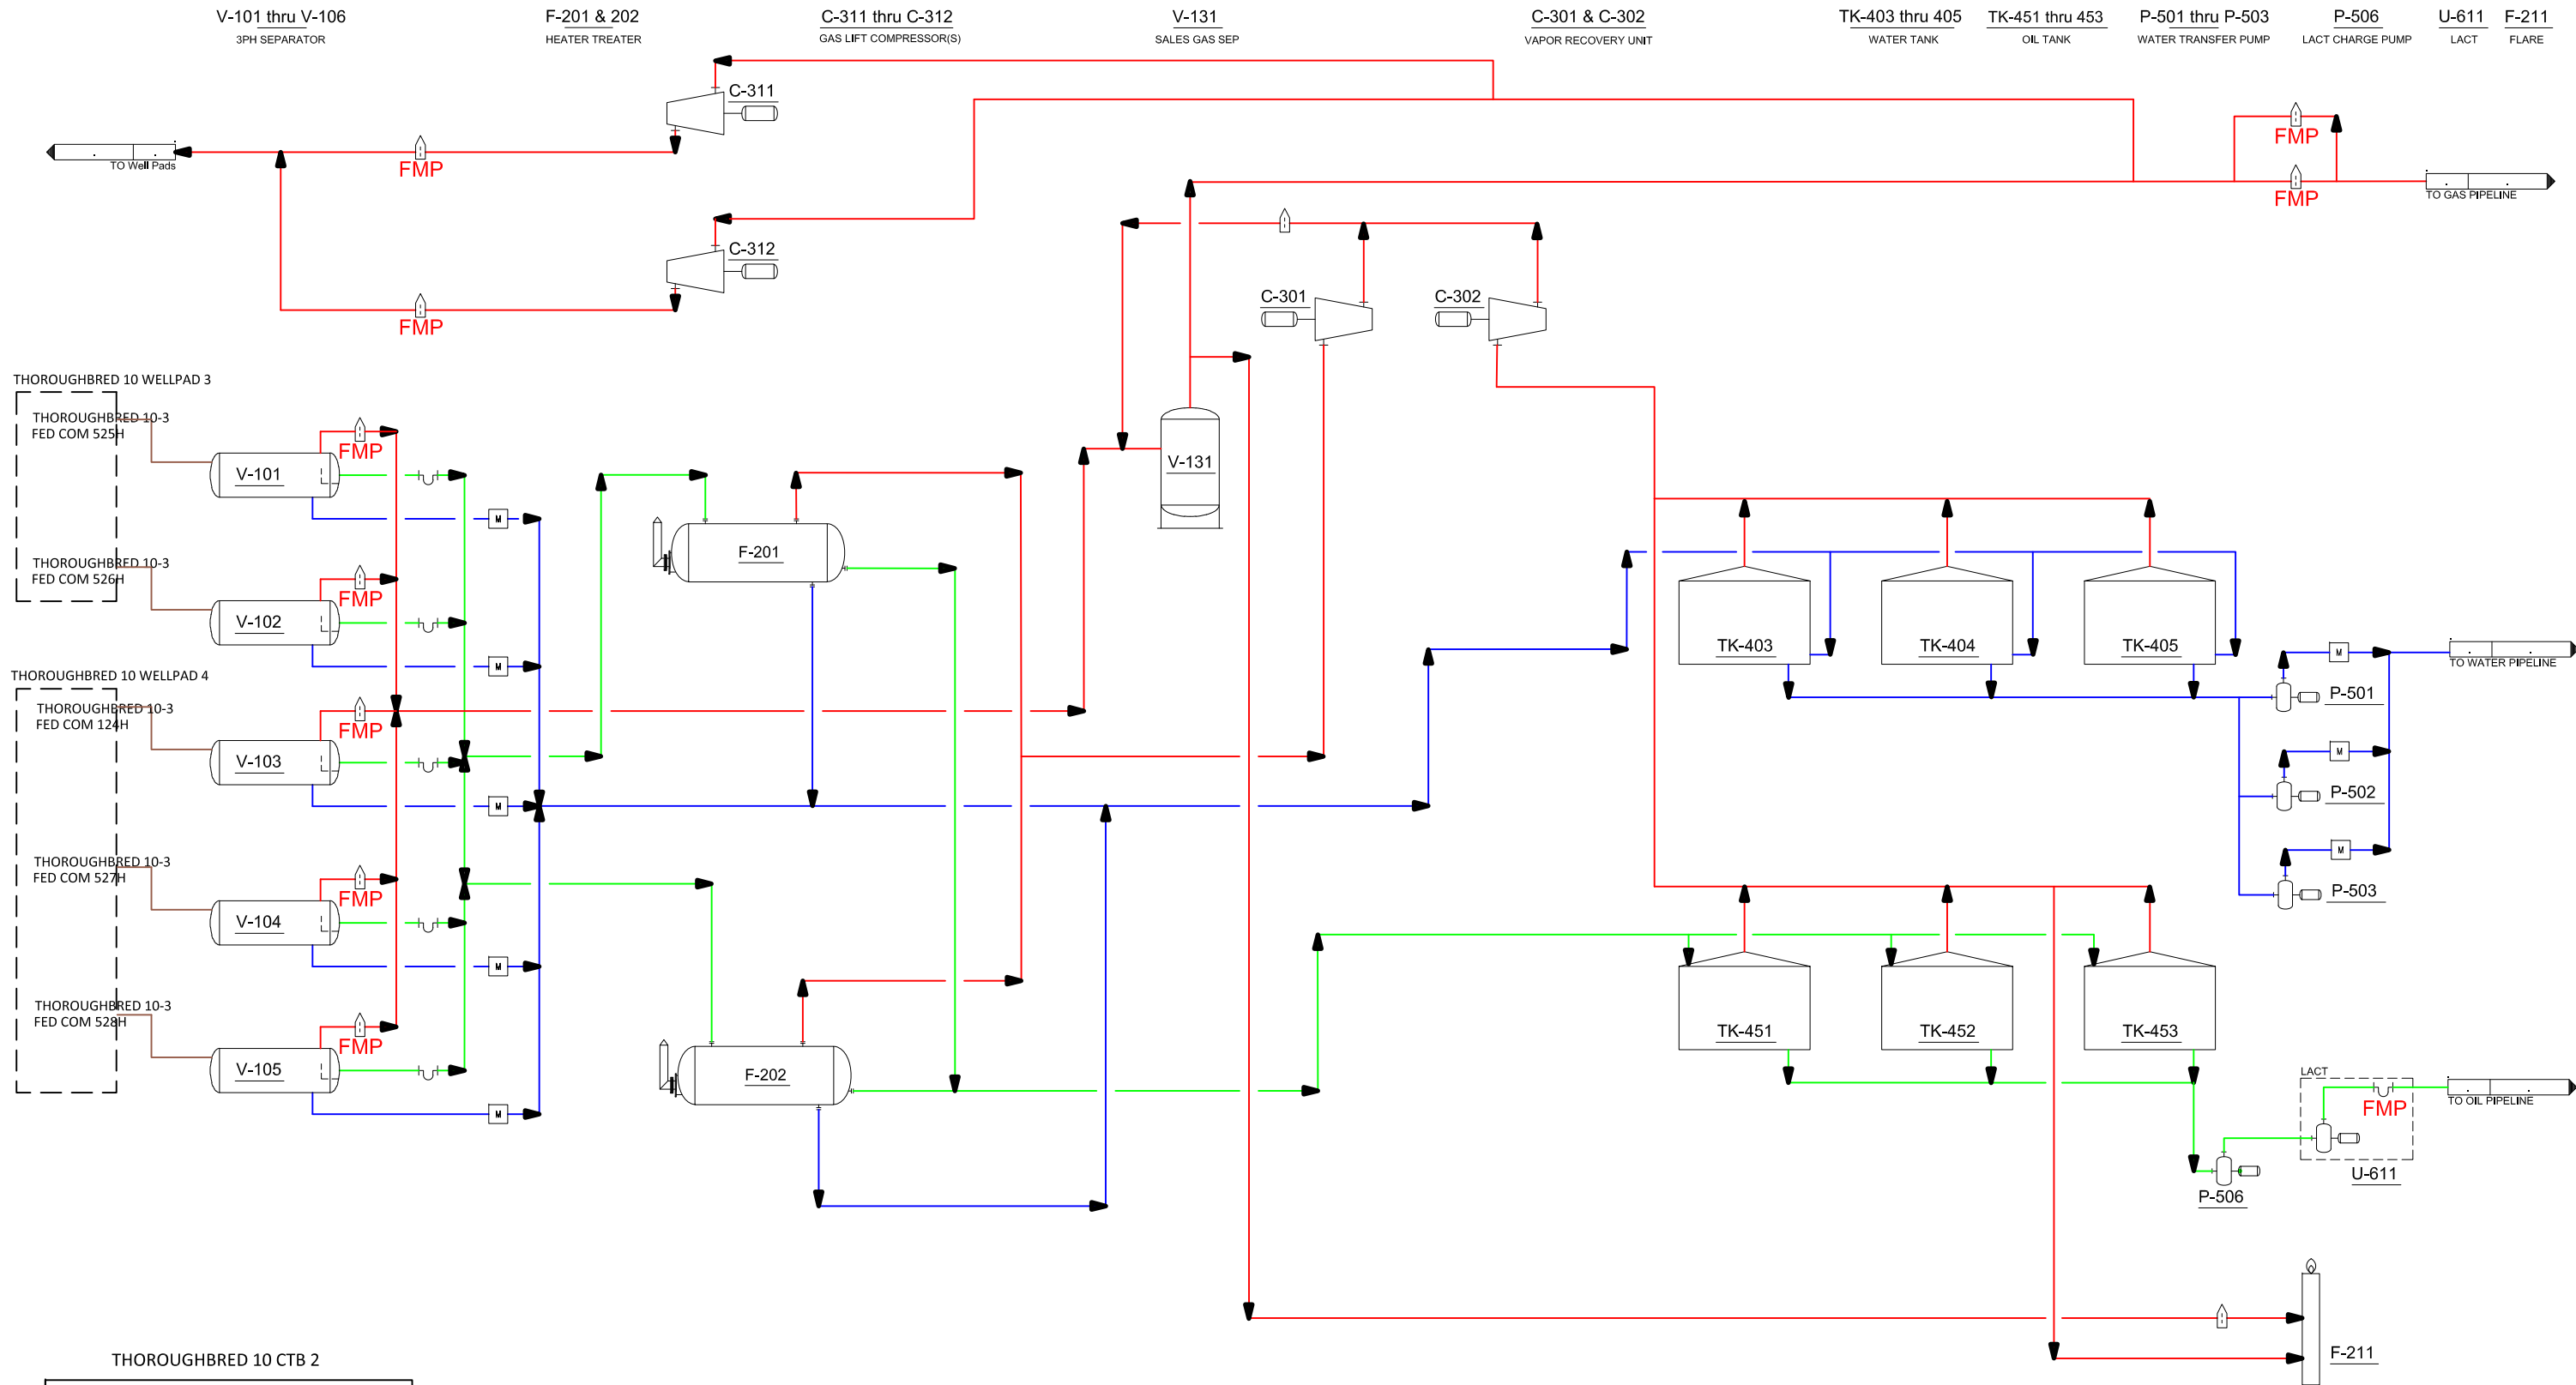 V-101 thru V-106
3PH SEPARATOR
F-201 & 202
HEATER TREATER
C-311 thru C-312
GAS LIFT COMPRESSOR(S)
V-131
SALES GAS SEP
C-301 & C-302
VAPOR RECOVERY UNIT
TK-403 thru 405
WATER TANK
TK-451 thru 453
OIL TANK
P-501 thru P-503
WATER TRANSFER PUMP
P-506
LACT CHARGE PUMP
U-611
LACT
F-211
FLARE
C-311
FMP
TO Well Pads
FMP
FMP
TO GAS PIPELINE
C-312
FMP
C-301
C-302
THOROUGHBRED 10 WELLPAD 3
THOROUGHBRED 10-3
FED COM 525H
FMP
V-101
M
THOROUGHBRED 10-3
FED COM 526H
FMP
V-102
M
THOROUGHBRED 10 WELLPAD 4
THOROUGHBRED 10-3
FED COM 124H
FMP
V-103
M
THOROUGHBRED 10-3
FED COM 527H
FMP
V-104
M
THOROUGHBRED 10-3
FED COM 528H
FMP
V-105
M
F-201
F-202
V-131
TK-403
TK-404
TK-405
M
TO WATER PIPELINE
P-501
M
P-502
M
P-503
TK-451
TK-452
TK-453
LACT
FMP
TO OIL PIPELINE
U-611
P-506
F-211
THOROUGHBRED 10 CTB 2